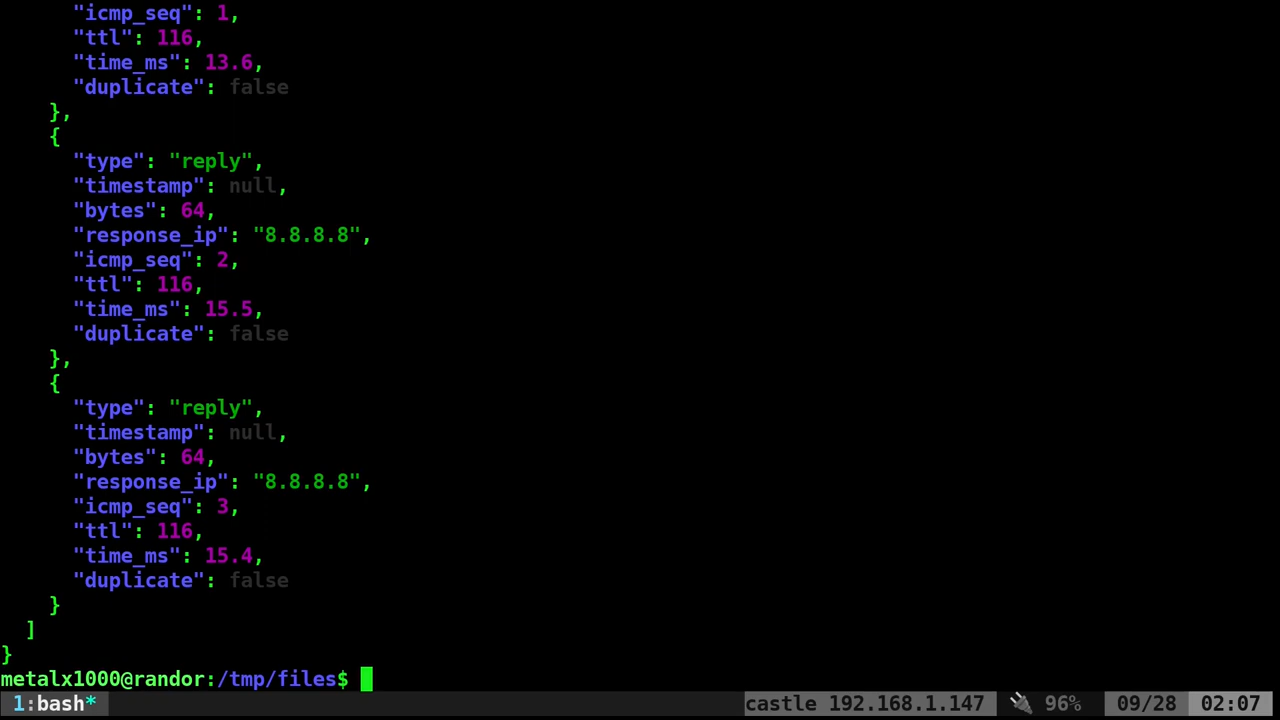 "icmp_seq": 1,
      "ttl": 116,
      "time_ms": 13.6,
      "duplicate": false
    },
    {
      "type": "reply",
      "timestamp": null,
      "bytes": 64,
      "response_ip": "8.8.8.8",
      "icmp_seq": 2,
      "ttl": 116,
      "time_ms": 15.5,
      "duplicate": false
    },
    {
      "type": "reply",
      "timestamp": null,
      "bytes": 64,
      "response_ip": "8.8.8.8",
      "icmp_seq": 3,
      "ttl": 116,
      "time_ms": 15.4,
      "duplicate": false
    }
  ]
}
metalx1000@randor:/tmp/files$
1:bash* castle 192.168.1.147 🔌 96% 09/28 02:07